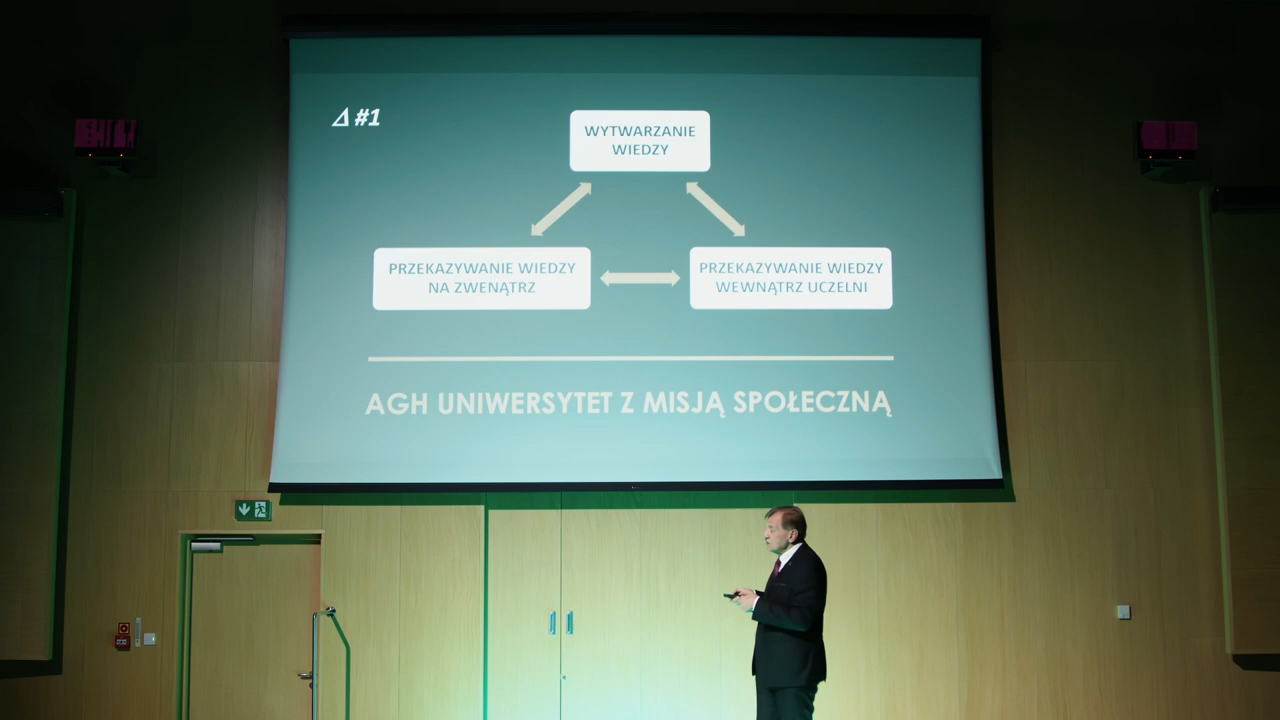 ⊿ #1
WYTWARZANIE
WIEDZY
PRZEKAZYWANIE WIEDZY
NA ZWENĄTRZ
PRZEKAZYWANIE WIEDZY
WEWNĄTRZ UCZELNI
AGH UNIWERSYTET Z MISJĄ SPOŁECZNĄ